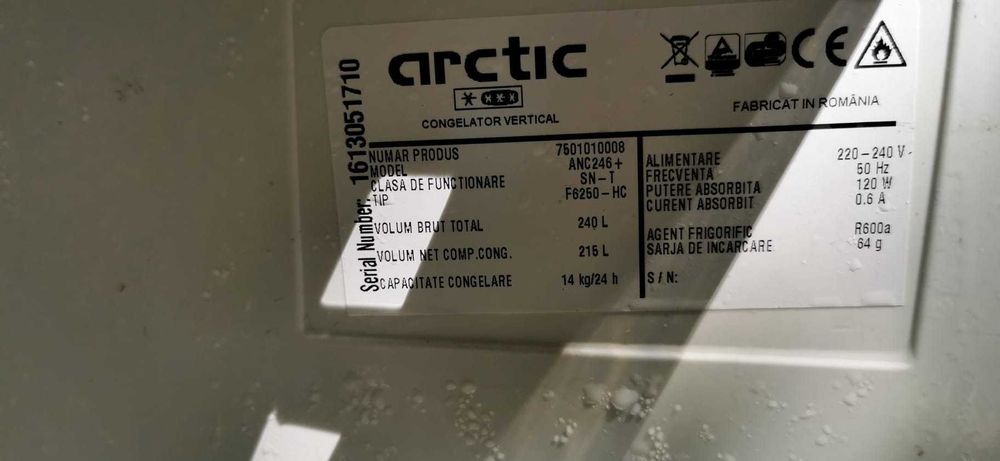 arctic
CE
CONGELATOR VERTICAL
FABRICAT IN ROMÂNIA
Serial Number: 1613051710
NUMAR PRODUS 7501010008
MODEL ANC246+
CLASA DE FUNCTIONARE SN-T
TIP F6250-HC
VOLUM BRUT TOTAL 240 L
VOLUM NET COMP.CONG. 215 L
CAPACITATE CONGELARE 14 kg/24 h
ALIMENTARE 220-240 V
FRECVENTA 50 Hz
PUTERE ABSORBITA 120 W
CURENT ABSORBIT 0.6 A
AGENT FRIGORIFIC R600a
SARJA DE INCARCARE 64 g
S/N: